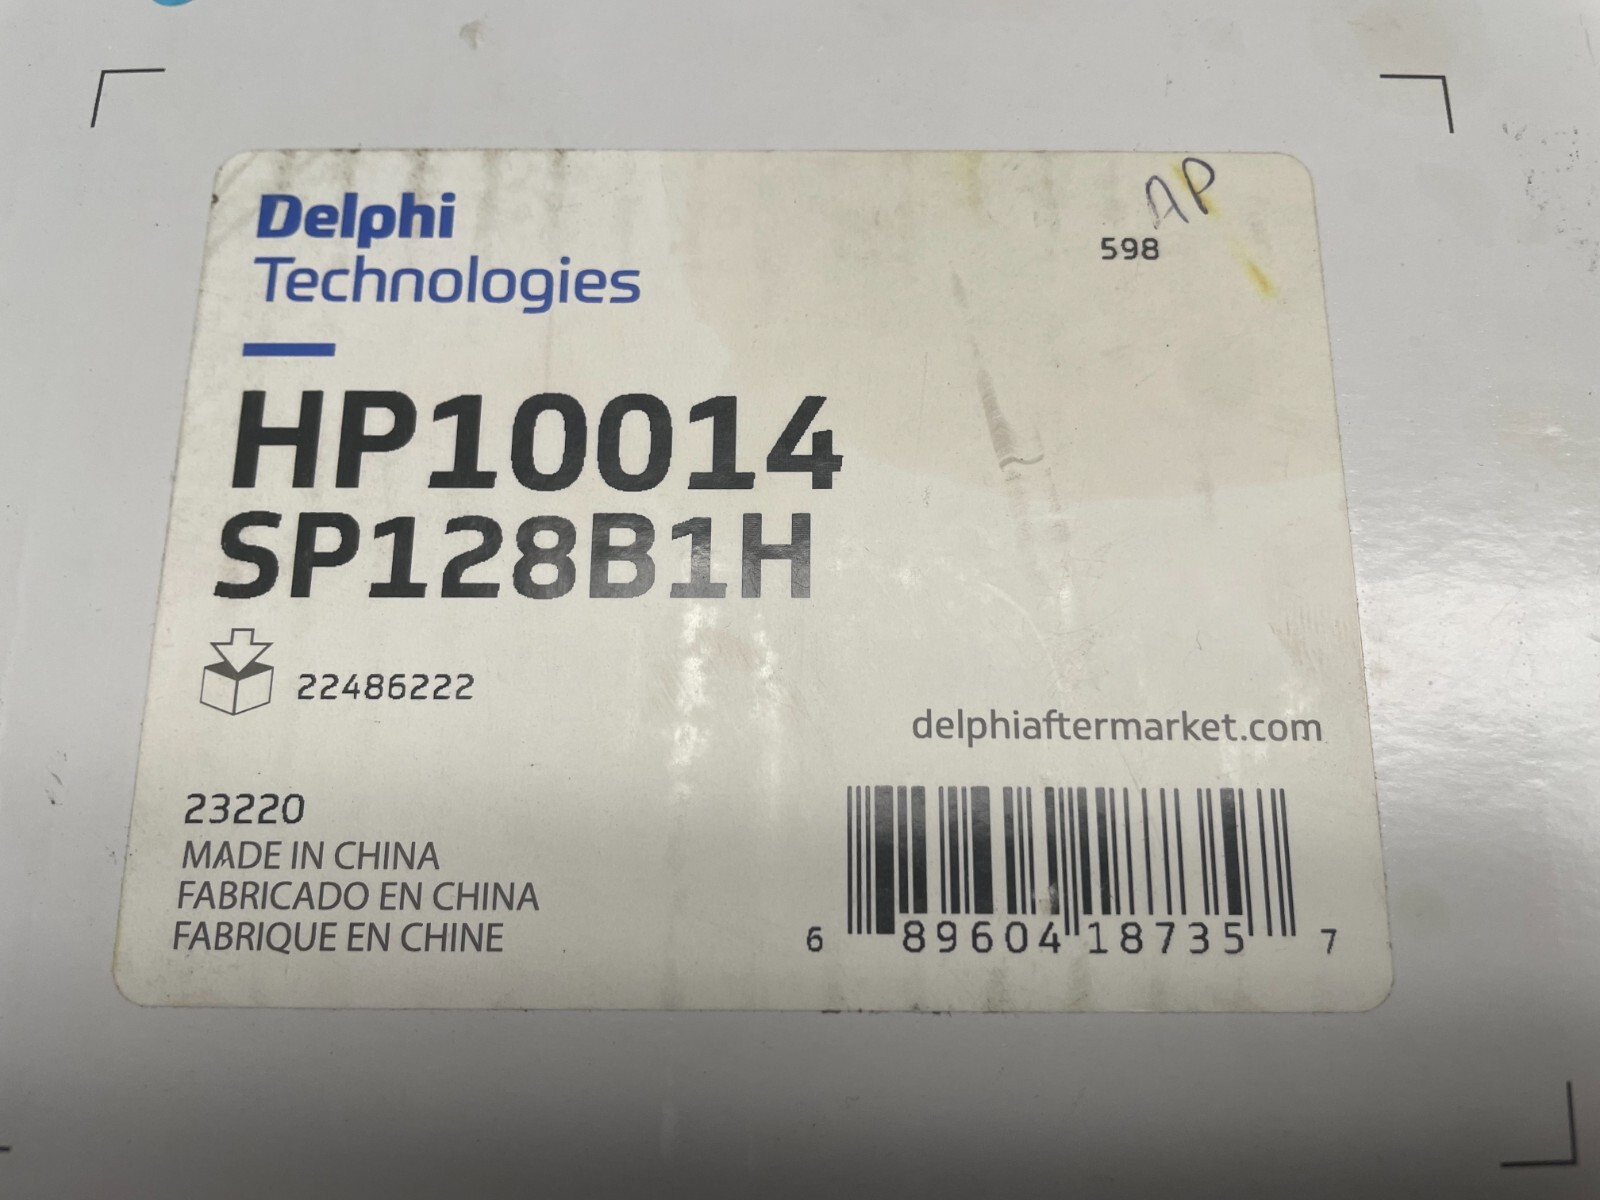 Delphi
Technologies
AP
598
HP10014
SP128B1H
22486222
delphiaftermarket.com
23220
MADE IN CHINA
FABRICADO EN CHINA
FABRIQUE EN CHINE
6 89604 18735 7